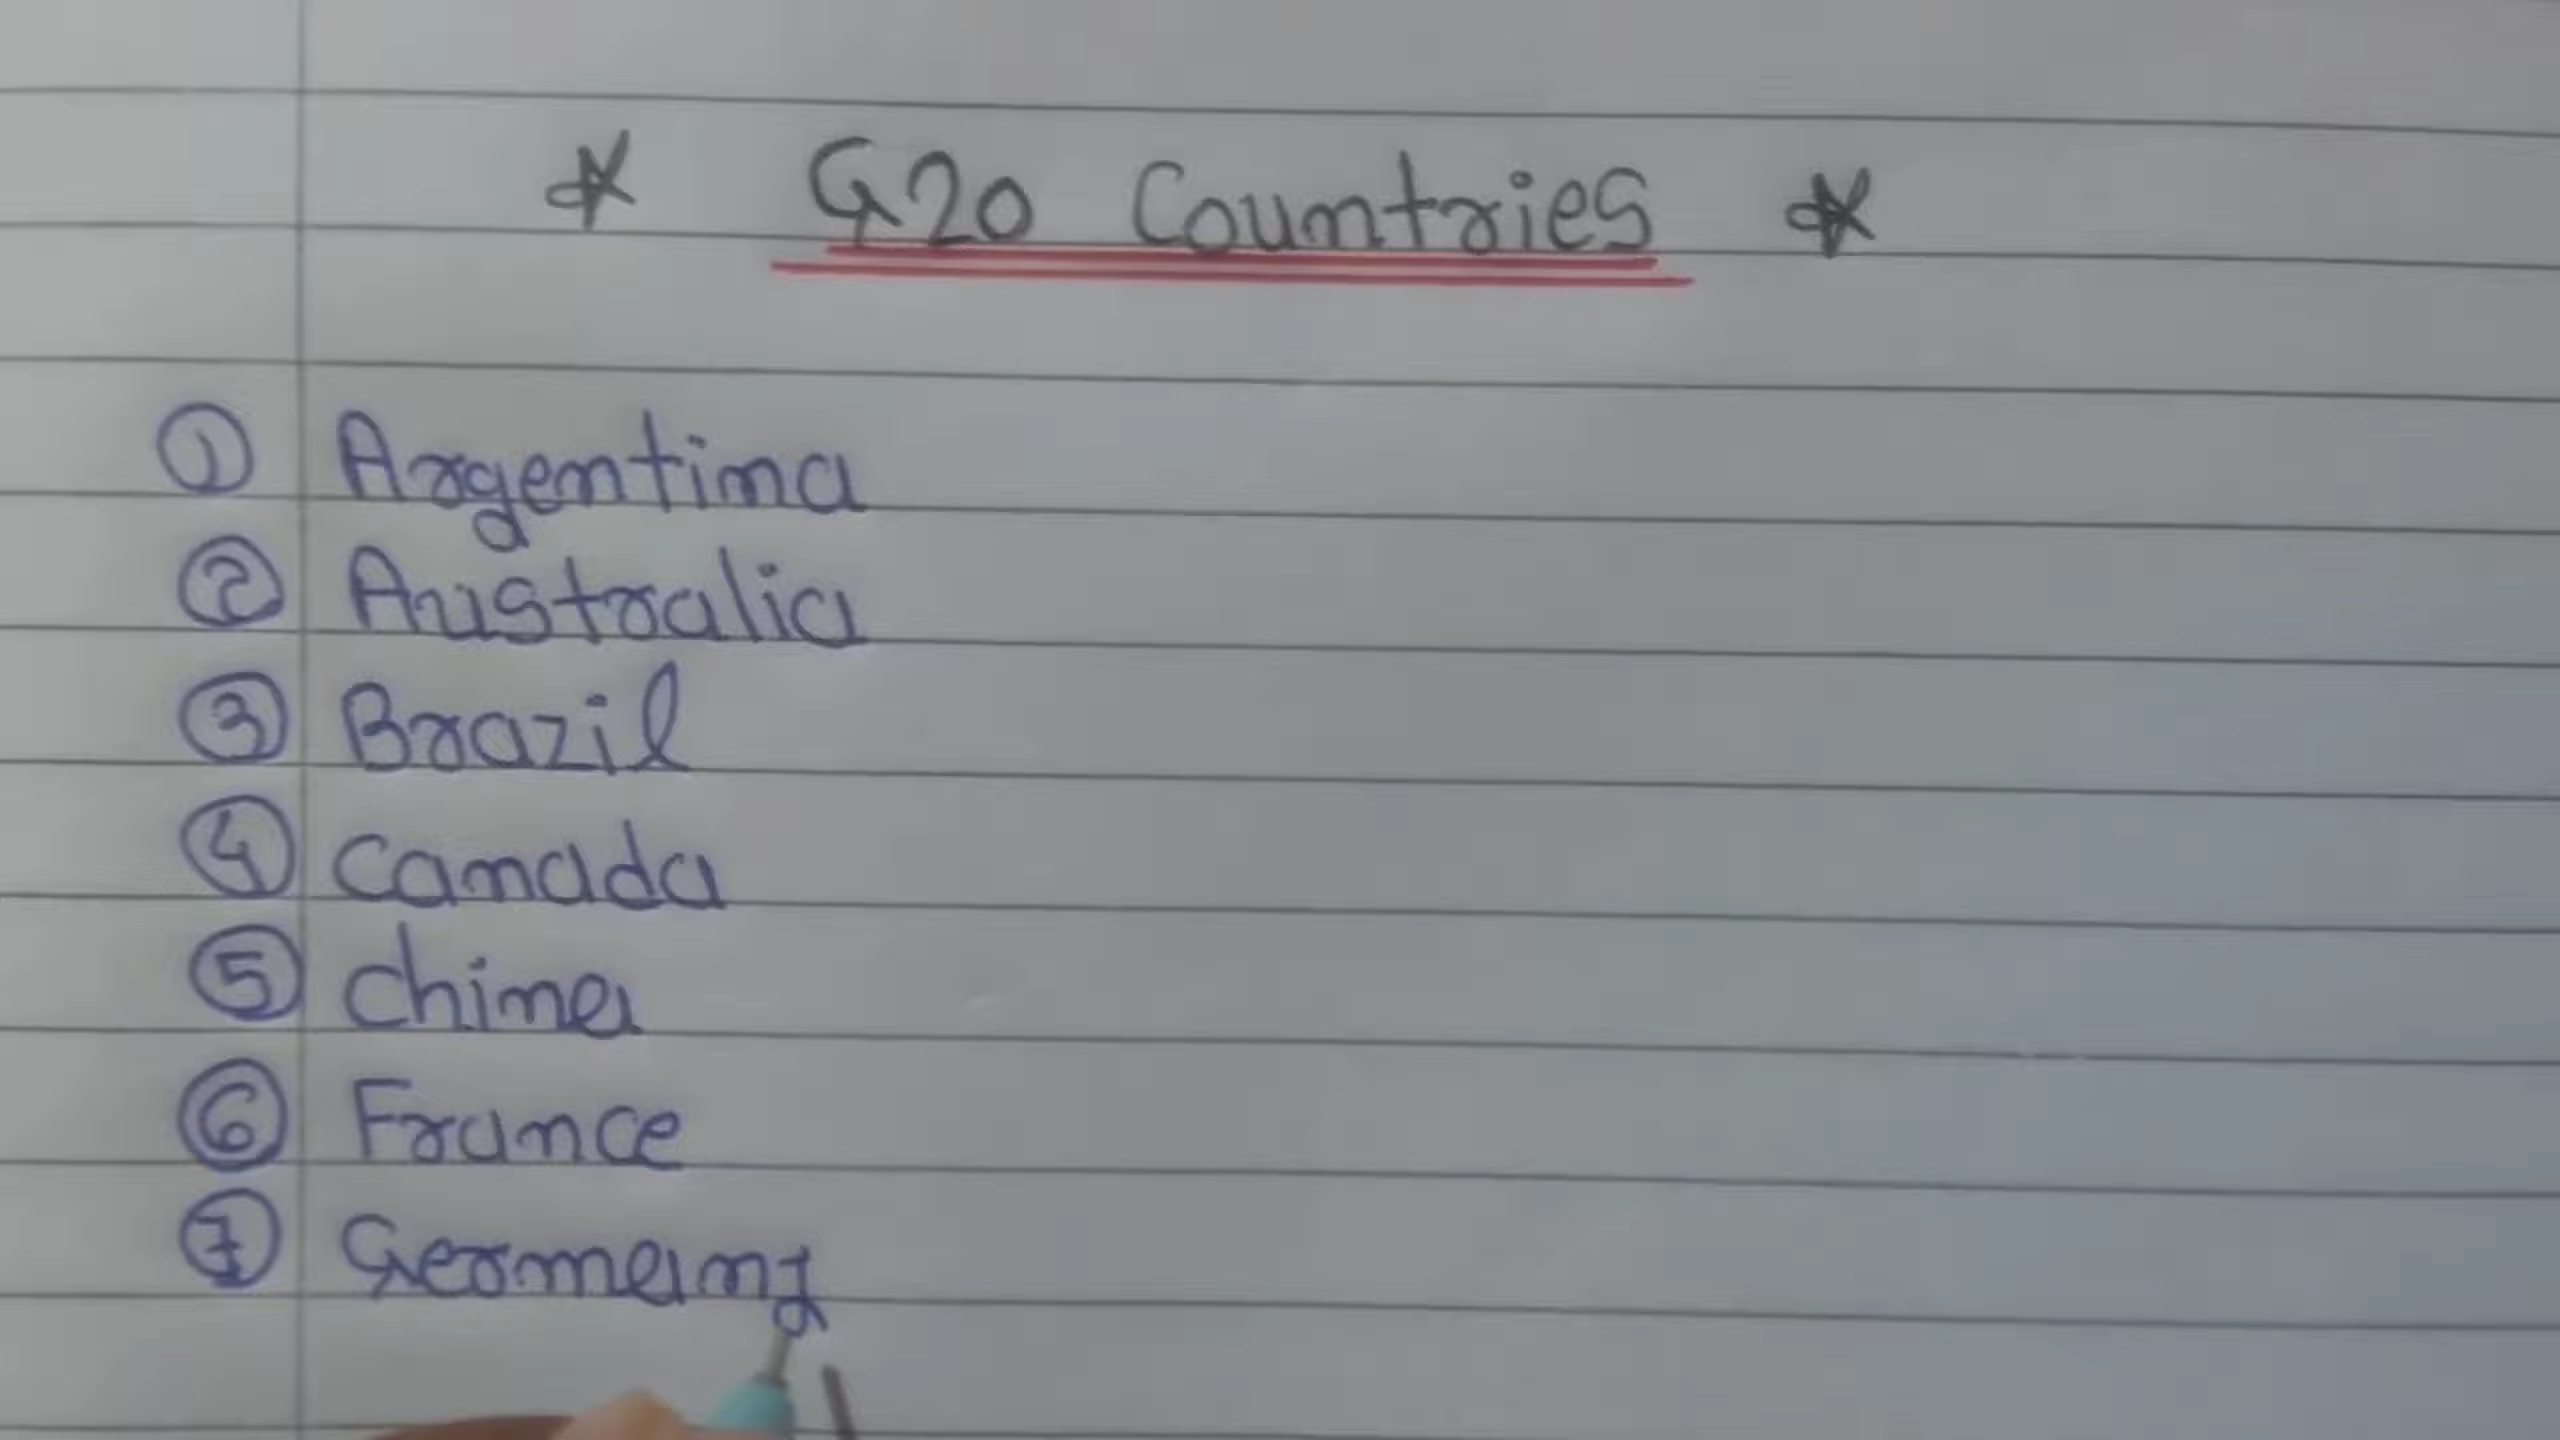 * G20 Countries *
① Argentina
② Australia
③ Brazil
④ Canada
⑤ China
⑥ France
⑦ Germany